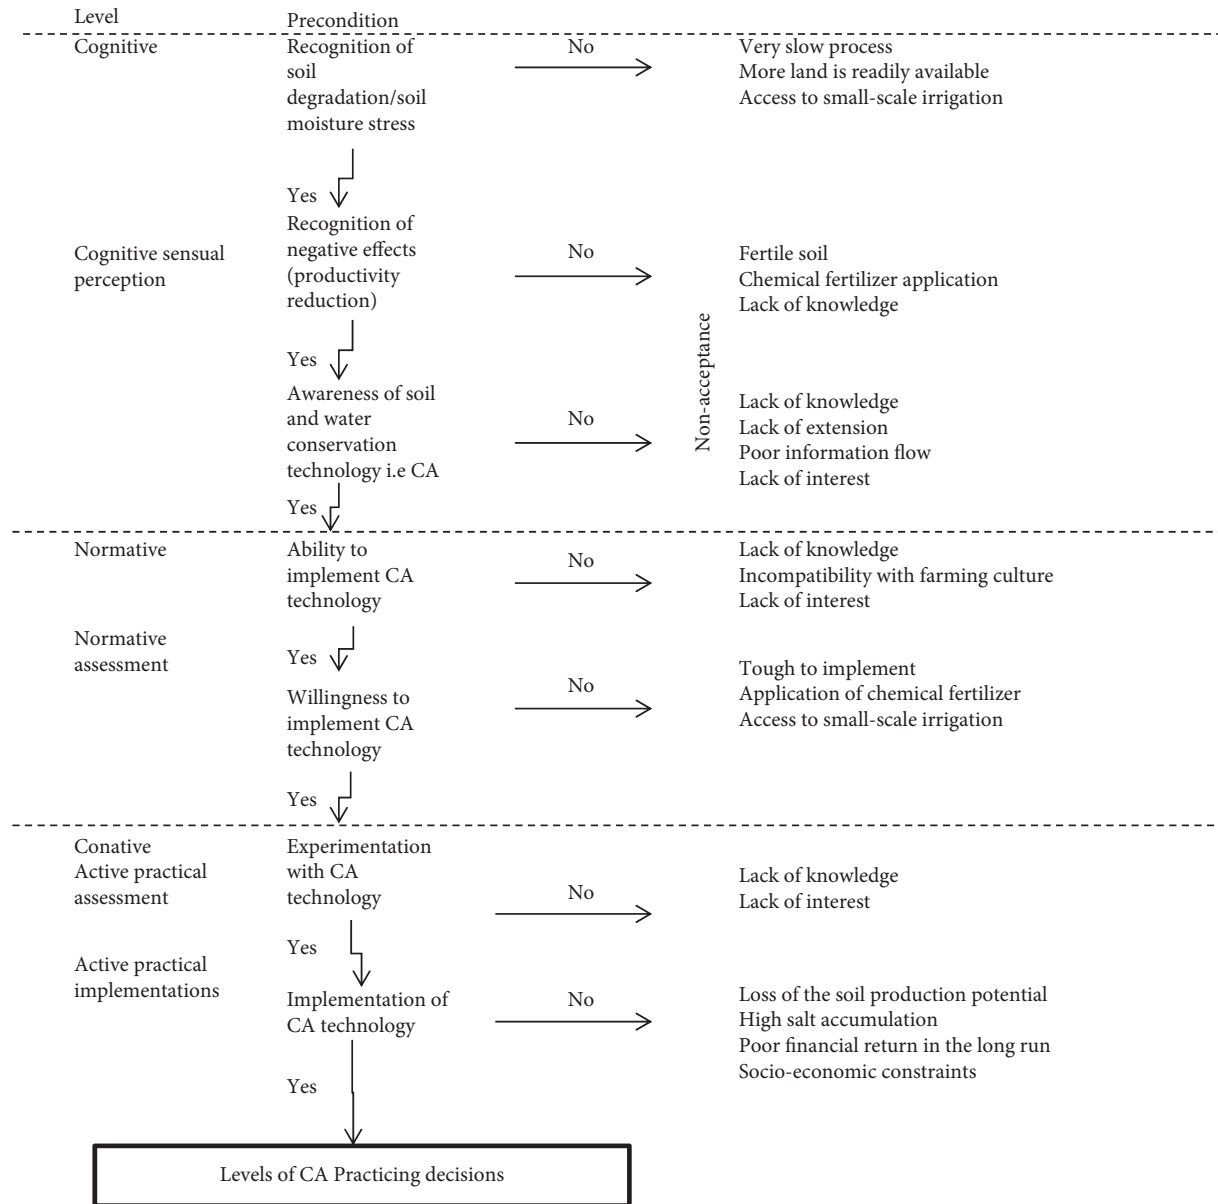 Level
Precondition
Cognitive
Recognition of
soil
degradation/soil
moisture stress
No
Very slow process
More land is readily available
Access to small-scale irrigation
Yes
Cognitive sensual
perception
Recognition of
negative effects
(productivity
reduction)
No
Fertile soil
Chemical fertilizer application
Lack of knowledge
Non-acceptance
Yes
Awareness of soil
and water
conservation
technology i.e CA
No
Lack of knowledge
Lack of extension
Poor information flow
Lack of interest
Yes
Normative
Ability to
implement CA
technology
No
Lack of knowledge
Incompatibility with farming culture
Lack of interest
Normative
assessment
Yes
Willingness to
implement CA
technology
No
Tough to implement
Application of chemical fertilizer
Access to small-scale irrigation
Yes
Conative
Active practical
assessment
Experimentation
with CA
technology
No
Lack of knowledge
Lack of interest
Yes
Active practical
implementations
Implementation of
CA technology
No
Loss of the soil production potential
High salt accumulation
Poor financial return in the long run
Socio-economic constraints
Yes
Levels of CA Practicing decisions